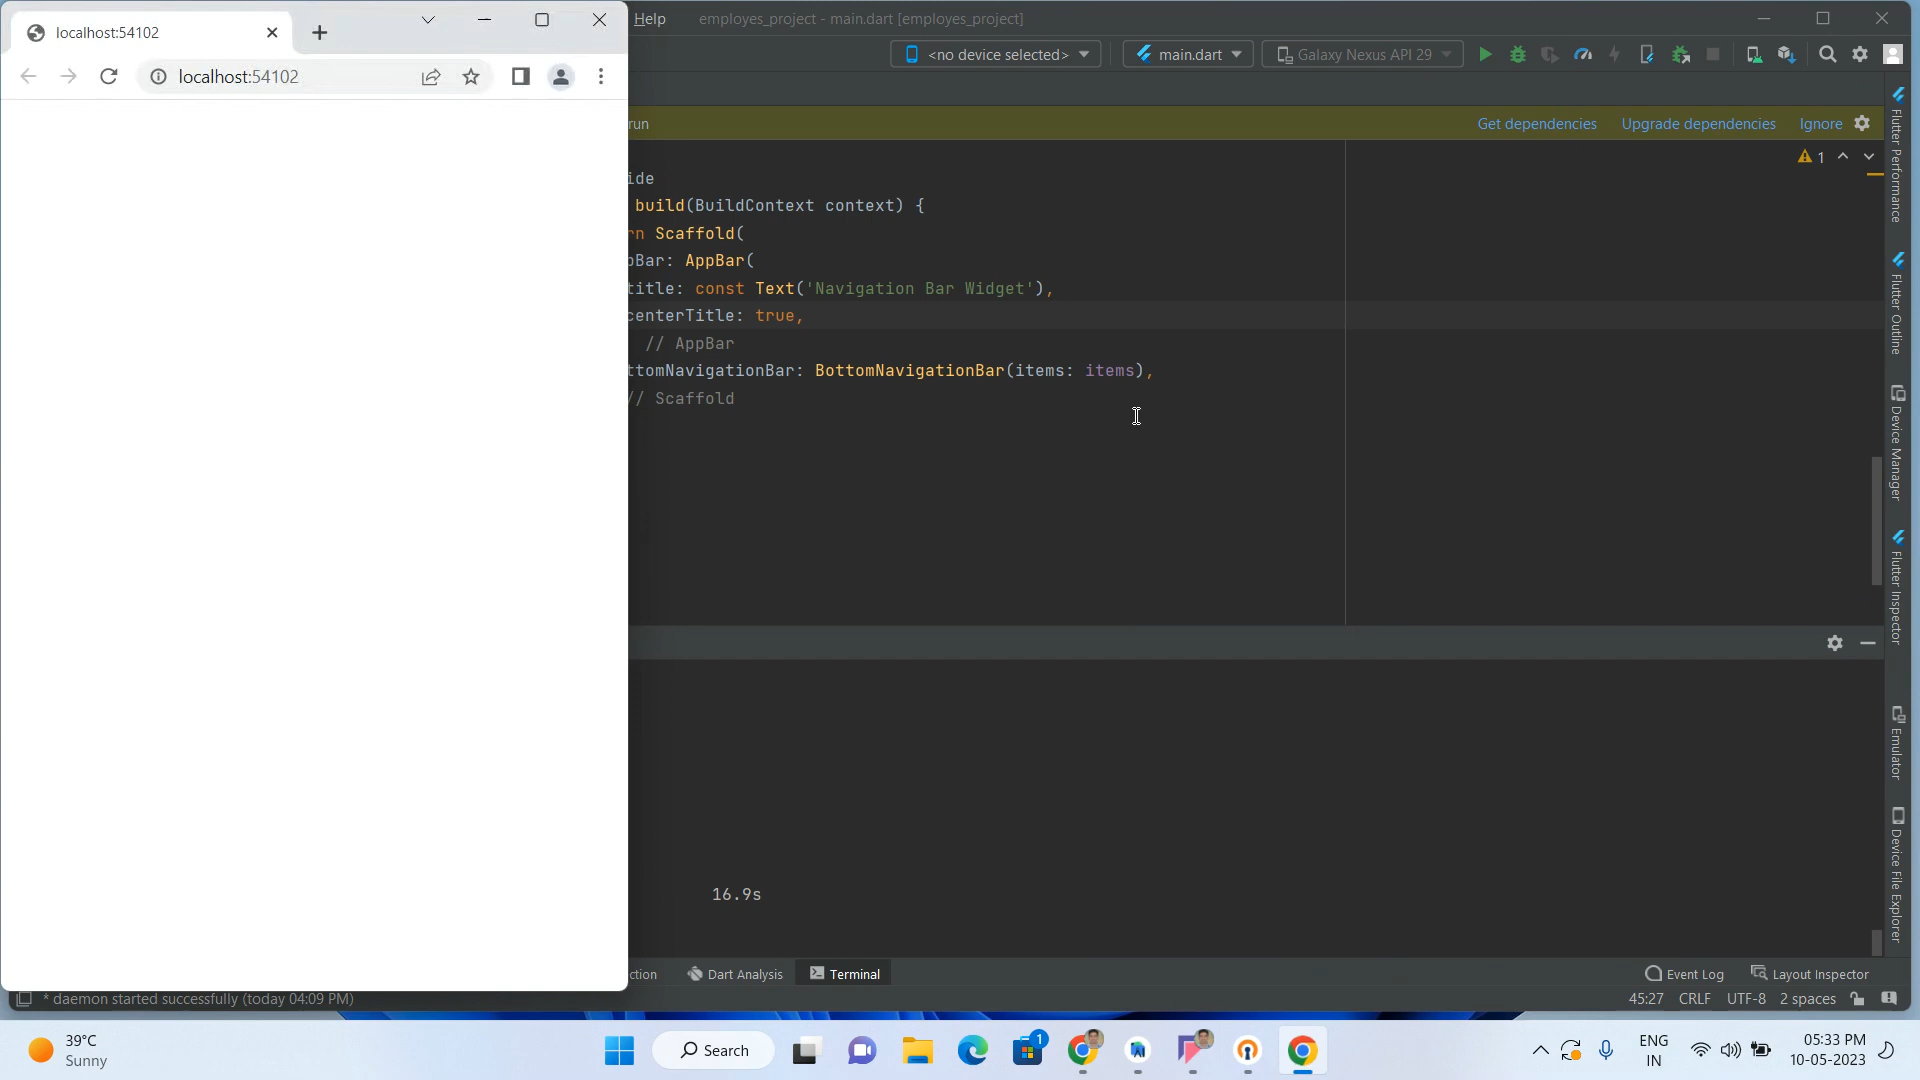 localhost:54102
localhost:54102
Help
employes_project - main.dart [employes_project]
<no device selected>
main.dart
Galaxy Nexus API 29
run
Get dependencies
Upgrade dependencies
Ignore
1
ide
build(BuildContext context) {
rn Scaffold(
Bar: AppBar(
title: const Text('Navigation Bar Widget'),
centerTitle: true,
// AppBar
ttomNavigationBar: BottomNavigationBar(items: items),
// Scaffold
16.9s
ction
Dart Analysis
Terminal
Event Log
Layout Inspector
* daemon started successfully (today 04:09 PM)
45:27
CRLF
UTF-8
2 spaces
Flutter Performance
Flutter Outline
Device Manager
Flutter Inspector
Emulator
Device File Explorer
39°C
Sunny
Search
1
ENG
IN
05:33 PM
10-05-2023